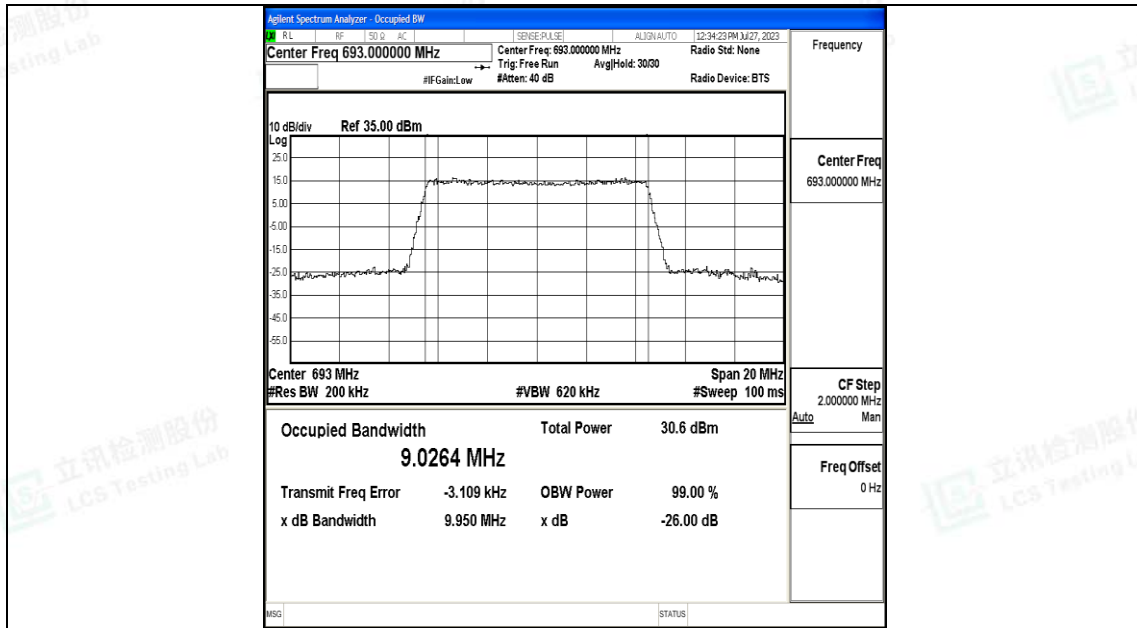 Agilent Spectrum Analyzer - Occupied BW
LXI RL RF 50 Ω AC SENSE:PULSE ALIGN AUTO 12:34:23 PM Jul 27, 2023
Center Freq 693.000000 MHz
Center Freq: 693.000000 MHz
Radio Std: None
Trig: Free Run Avg|Hold: 30/30
#IFGain:Low #Atten: 40 dB Radio Device: BTS
Frequency
10 dB/div Ref 35.00 dBm
Log
25.0
15.0
5.00
-5.00
-15.0
-25.0
-35.0
-45.0
-55.0
Center 693 MHz Span 20 MHz
#Res BW 200 kHz #VBW 620 kHz #Sweep 100 ms
Center Freq
693.000000 MHz
CF Step
2.000000 MHz
Auto Man
Freq Offset
0 Hz
Occupied Bandwidth Total Power 30.6 dBm
9.0264 MHz
Transmit Freq Error -3.109 kHz OBW Power 99.00 %
x dB Bandwidth 9.950 MHz x dB -26.00 dB
MSG STATUS
立讯检测股份
LCS Testing Lab
立讯检测股份